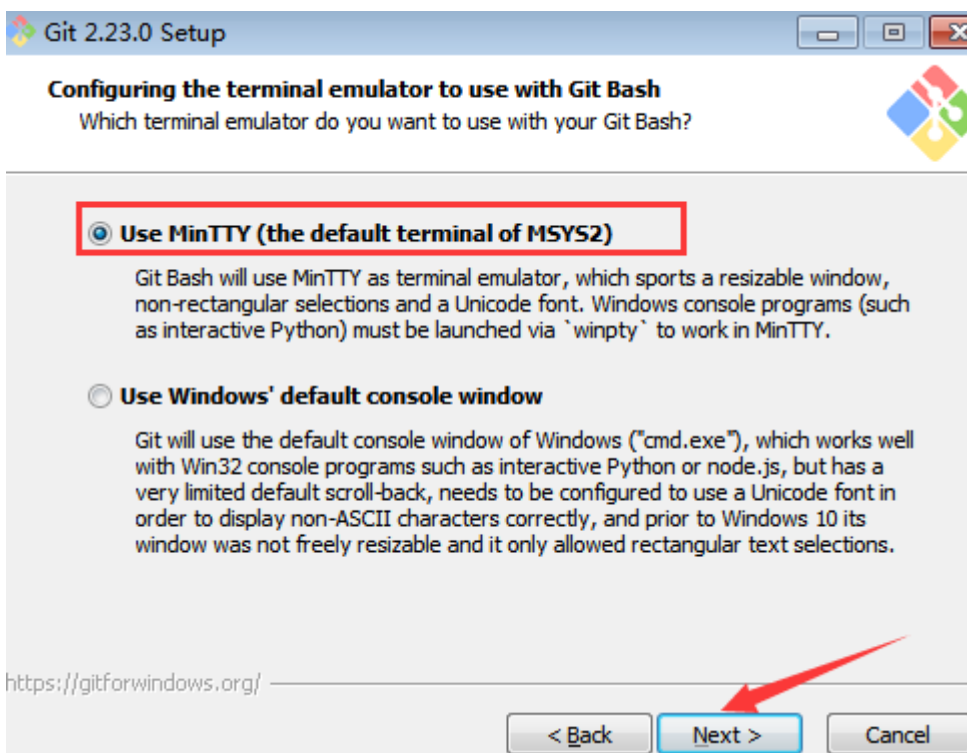 Git 2.23.0 Setup
Configuring the terminal emulator to use with Git Bash
Which terminal emulator do you want to use with your Git Bash?
Use MinTTY (the default terminal of MSYS2)
Git Bash will use MinTTY as terminal emulator, which sports a resizable window,
non-rectangular selections and a Unicode font. Windows console programs (such
as interactive Python) must be launched via `winpty` to work in MinTTY.
Use Windows' default console window
Git will use the default console window of Windows ("cmd.exe"), which works well
with Win32 console programs such as interactive Python or node.js, but has a
very limited default scroll-back, needs to be configured to use a Unicode font in
order to display non-ASCII characters correctly, and prior to Windows 10 its
window was not freely resizable and it only allowed rectangular text selections.
https://gitforwindows.org/
< Back
Next >
Cancel